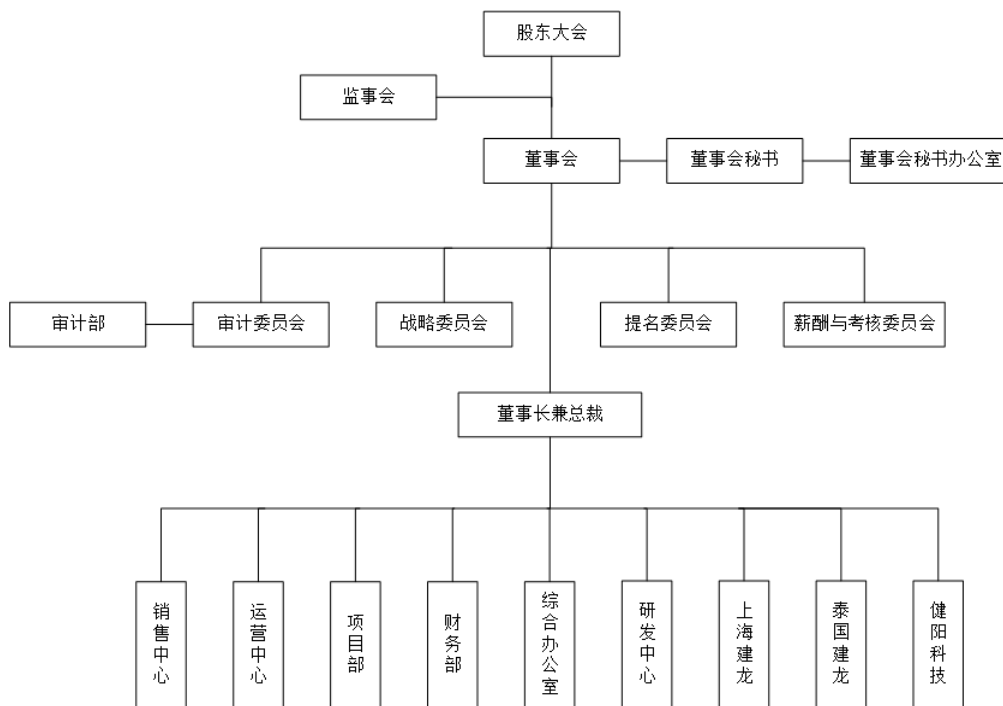 股东大会
监事会
董事会
董事会秘书
董事会秘书办公室
审计部
审计委员会
战略委员会
提名委员会
薪酬与考核委员会
董事长兼总裁
销售中心
运营中心
项目部
财务部
综合办公室
研发中心
上海建龙
泰国建龙
健阳科技